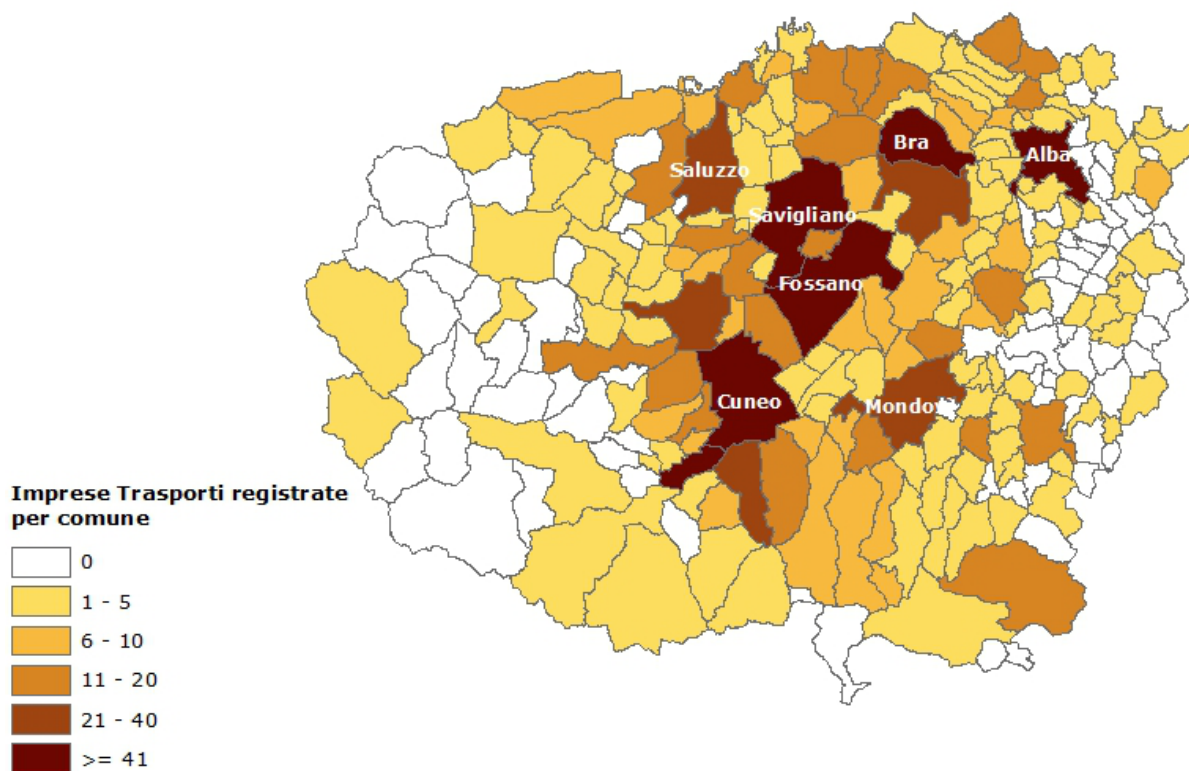 Bra
Alba
Saluzzo
Savigliano
Fossano
Cuneo
Mondovì
Imprese Trasporti registrate
per comune
0
1 - 5
6 - 10
11 - 20
21 - 40
>= 41